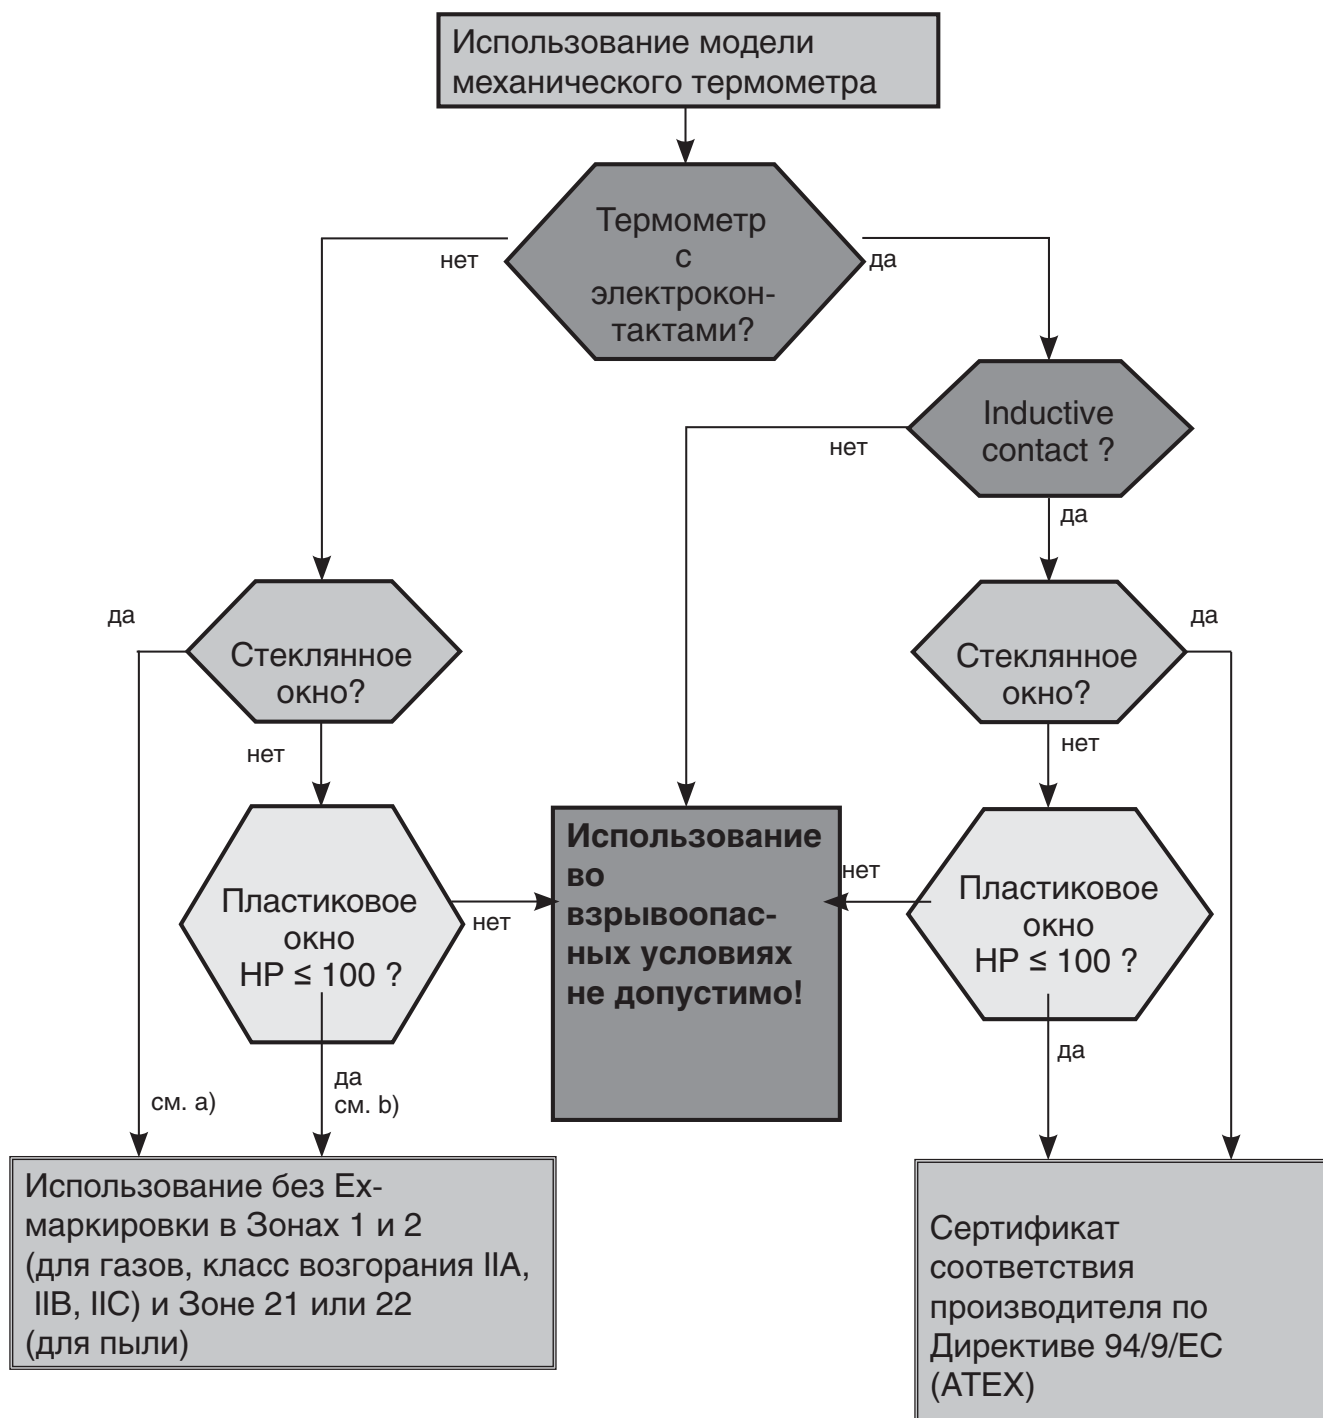 Использование модели
механического термометра
Термометр
с
электрокон-
тактами?
нет
да
Inductive
contact ?
нет
да
да
Стеклянное
окно?
Стеклянное
окно?
да
нет
нет
Пластиковое
окно
HP ≤ 100 ?
нет
Использование
во
взрывоопас-
ных условиях
не допустимо!
нет
Пластиковое
окно
HP ≤ 100 ?
да
см. a)
да
см. b)
Использование без Ex-
маркировки в Зонах 1 и 2
(для газов, класс возгорания IIA,
IIB, IIC) и Зоне 21 или 22
(для пыли)
Сертификат
соответствия
производителя по
Директиве 94/9/EC
(ATEX)